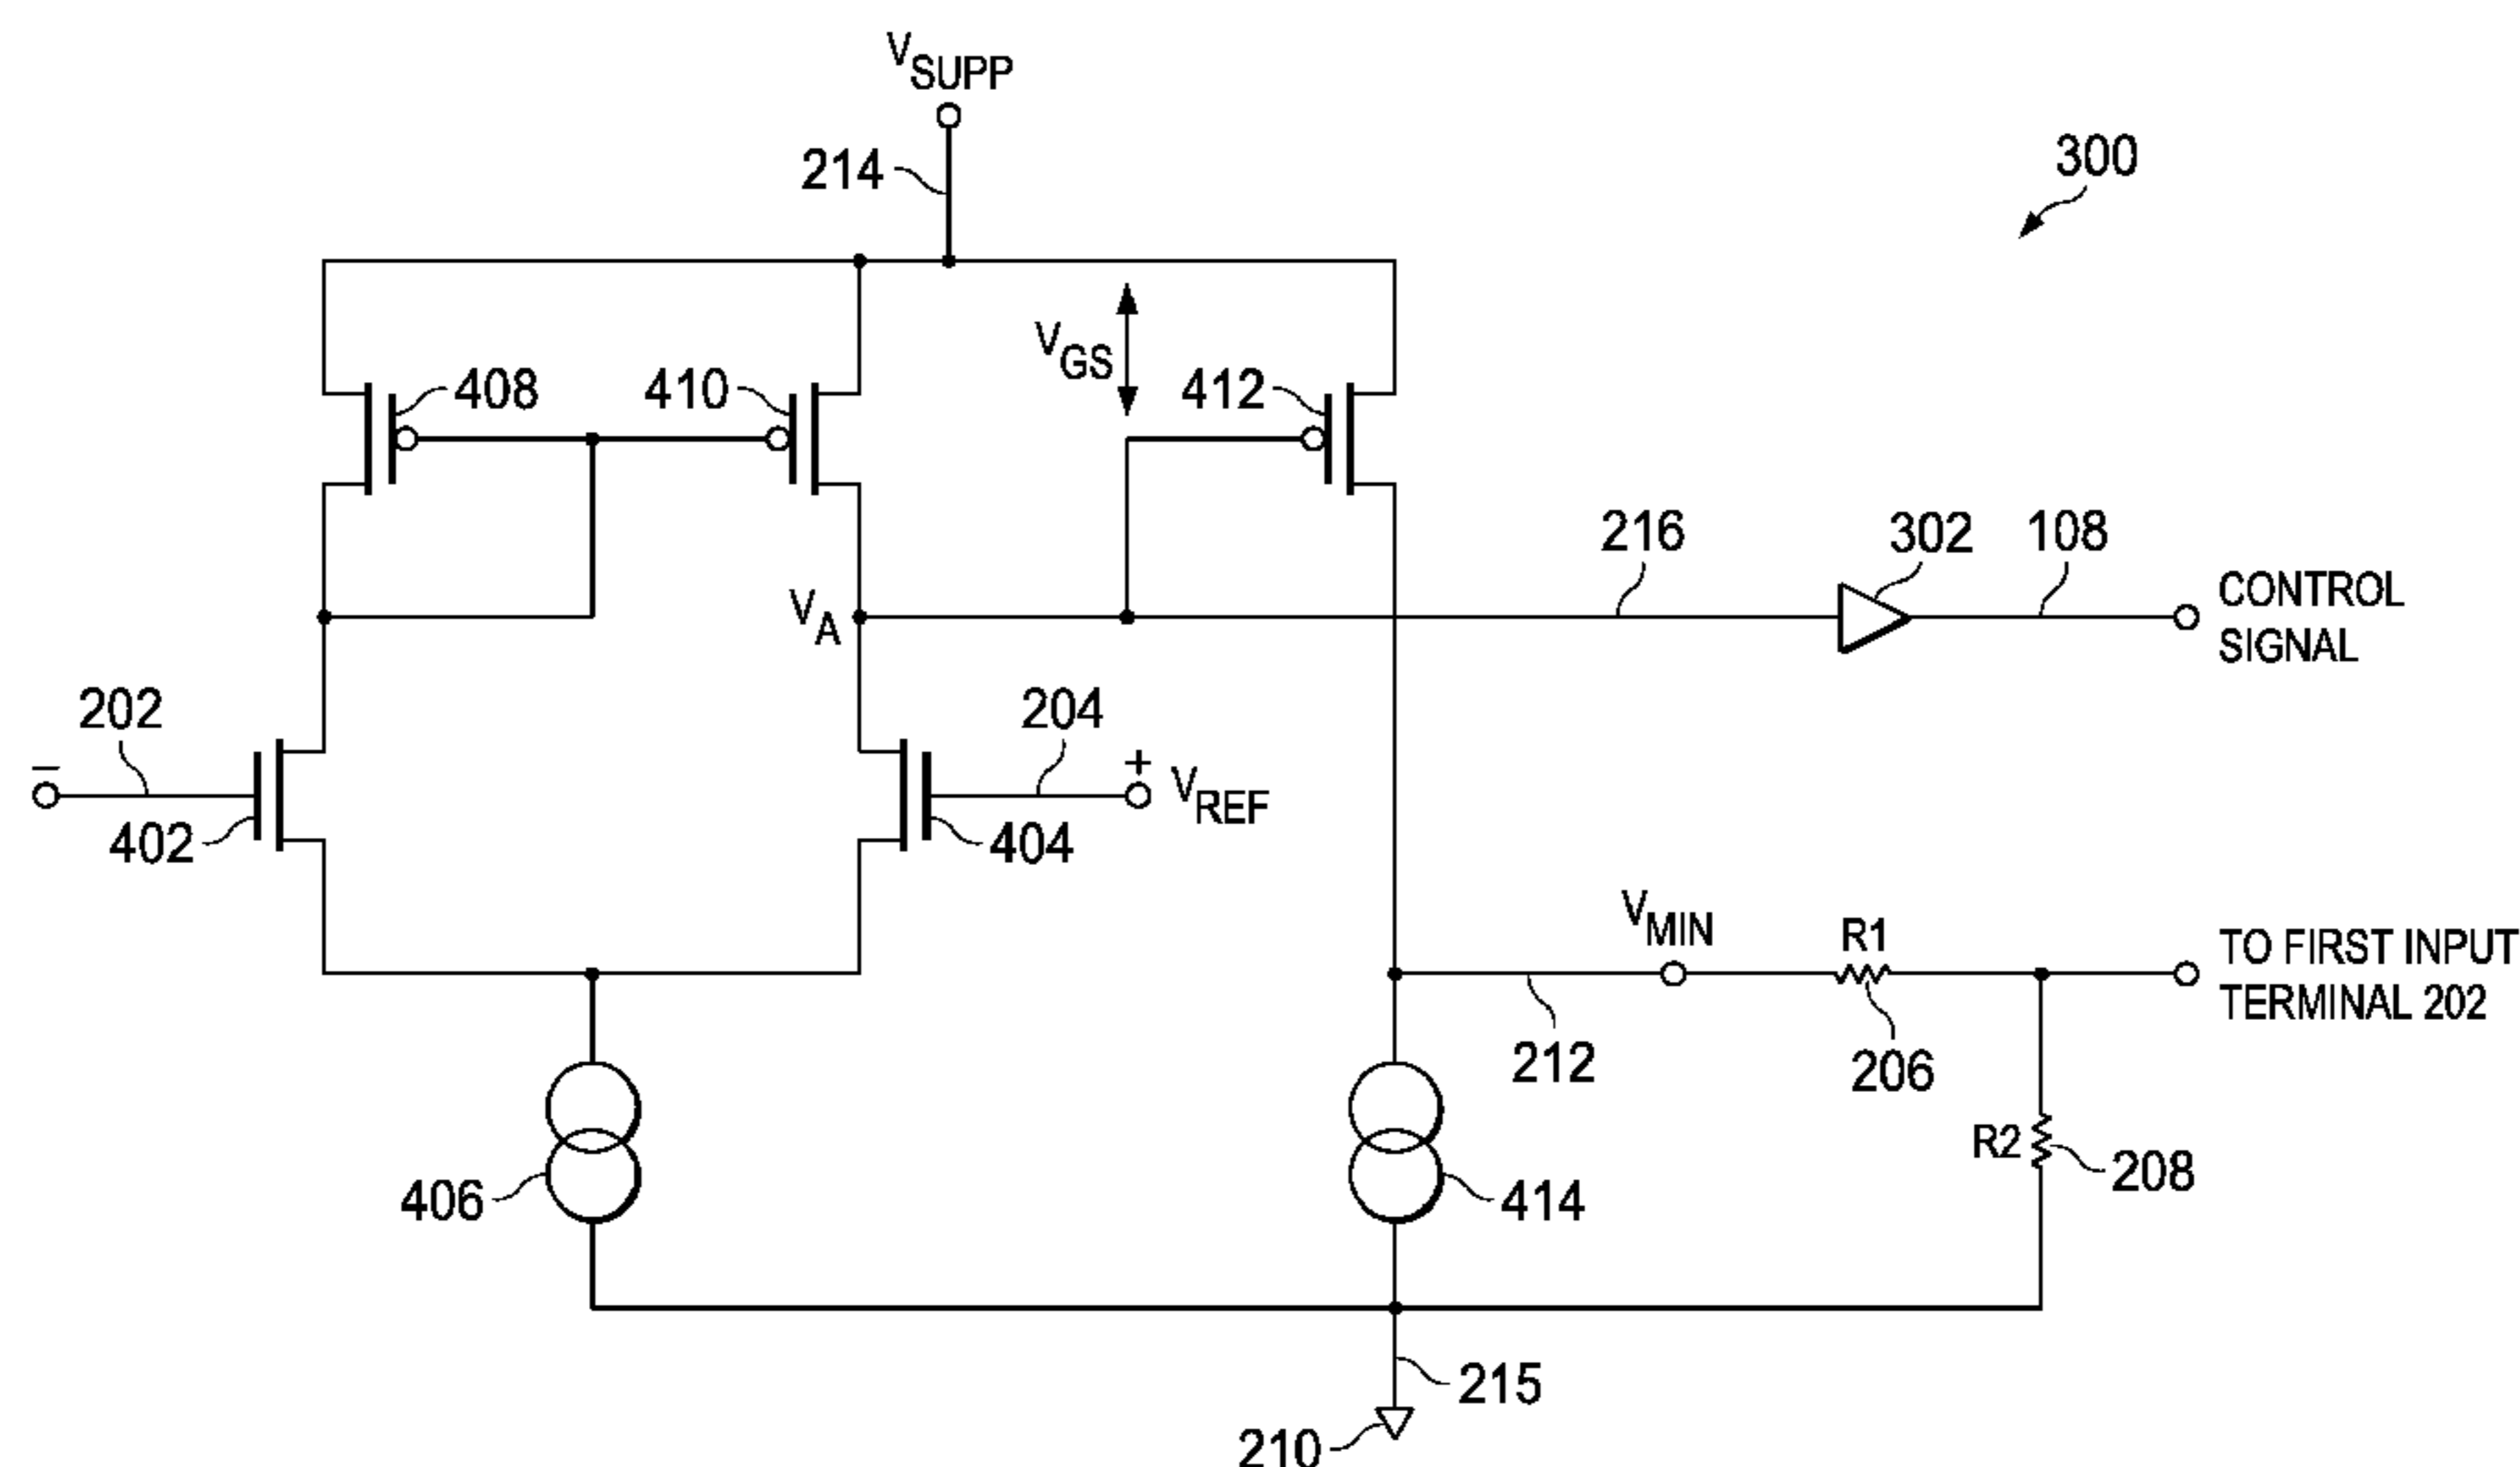 VSUPP
214
300
VGS
408
410
412
216
302
108
CONTROL
SIGNAL
VA
202
204
−
+
VREF
402
404
VMIN
R1
TO FIRST INPUT
TERMINAL 202
212
206
R2
208
406
414
215
210